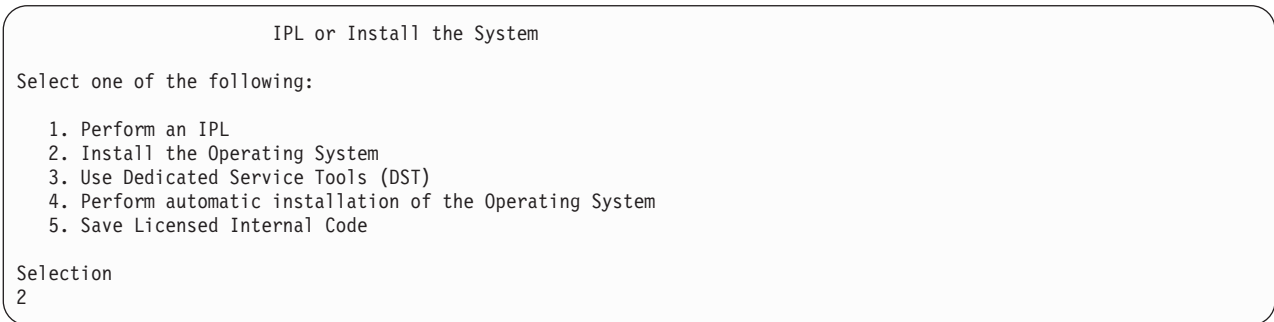 IPL or Install the System
Select one of the following:
1. Perform an IPL
2. Install the Operating System
3. Use Dedicated Service Tools (DST)
4. Perform automatic installation of the Operating System
5. Save Licensed Internal Code
Selection
2